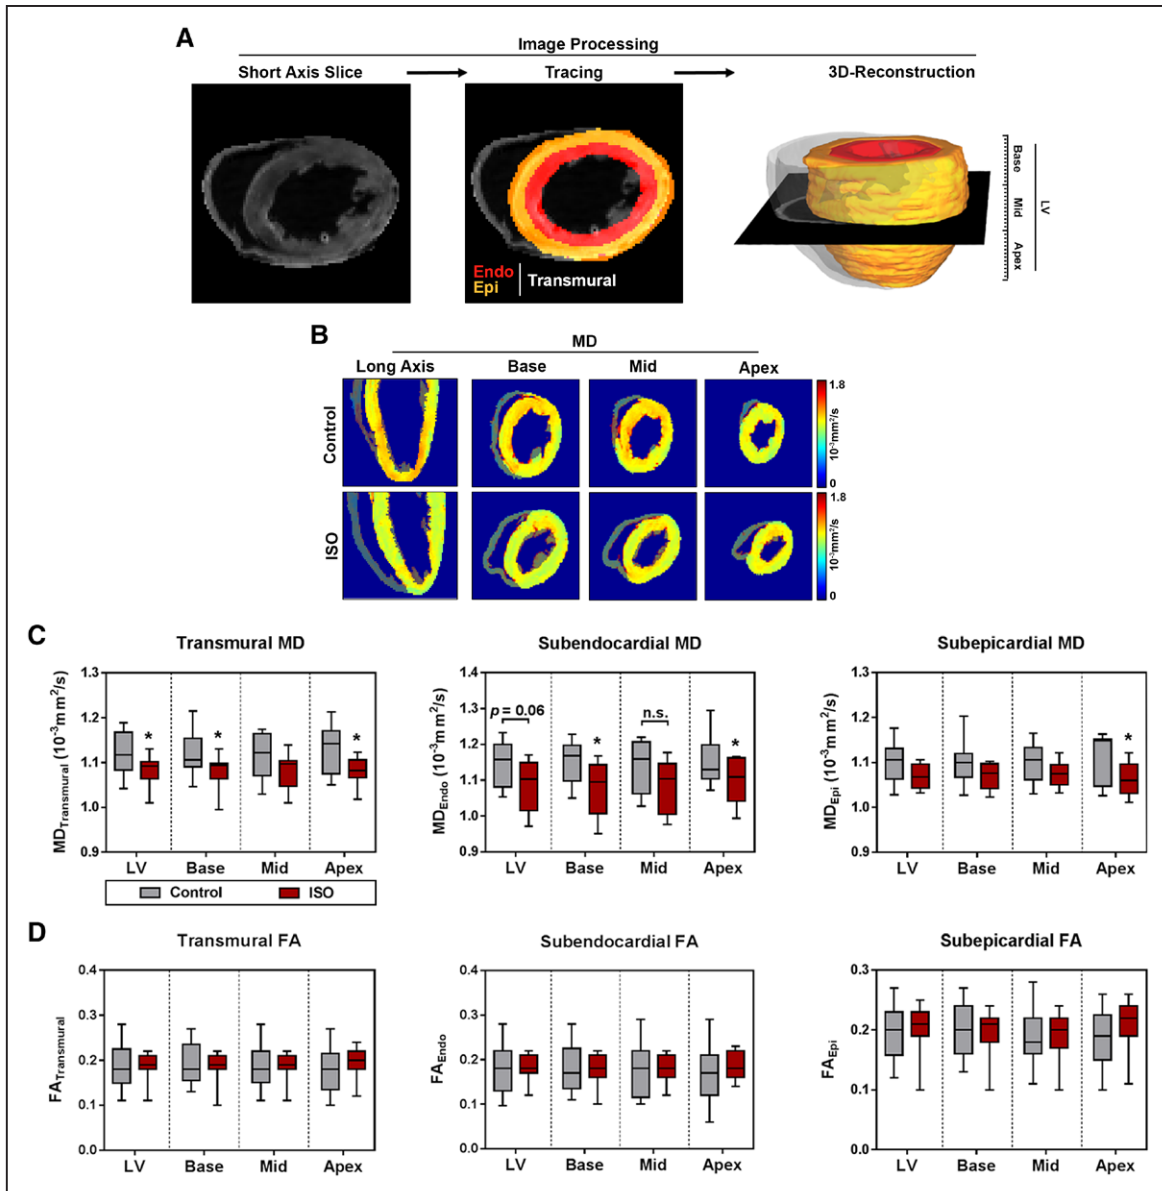 A
Image Processing
Short Axis Slice
Tracing
3D-Reconstruction
Endo
Epi
Transmural
Base
Mid
Apex
LV
B
MD
Long Axis
Base
Mid
Apex
Control
1.8
10⁻³mm²/s
0
ISO
1.8
10⁻³mm²/s
0
C
Transmural MD
MDTransmural (10⁻³m m²/s)
1.3
1.2
1.1
1.0
0.9
*
*
*
LV
Base
Mid
Apex
Control
ISO
Subendocardial MD
MDEndo (10⁻³m m²/s)
1.4
1.3
1.2
1.1
1.0
0.9
p = 0.06
*
n.s.
*
LV
Base
Mid
Apex
Subepicardial MD
MDEpi (10⁻³m m²/s)
1.3
1.2
1.1
1.0
0.9
*
LV
Base
Mid
Apex
D
Transmural FA
FATransmural
0.4
0.3
0.2
0.1
0.0
LV
Base
Mid
Apex
Subendocardial FA
FAEndo
0.4
0.3
0.2
0.1
0.0
LV
Base
Mid
Apex
Subepicardial FA
FAEpi
0.3
0.2
0.1
0.0
LV
Base
Mid
Apex